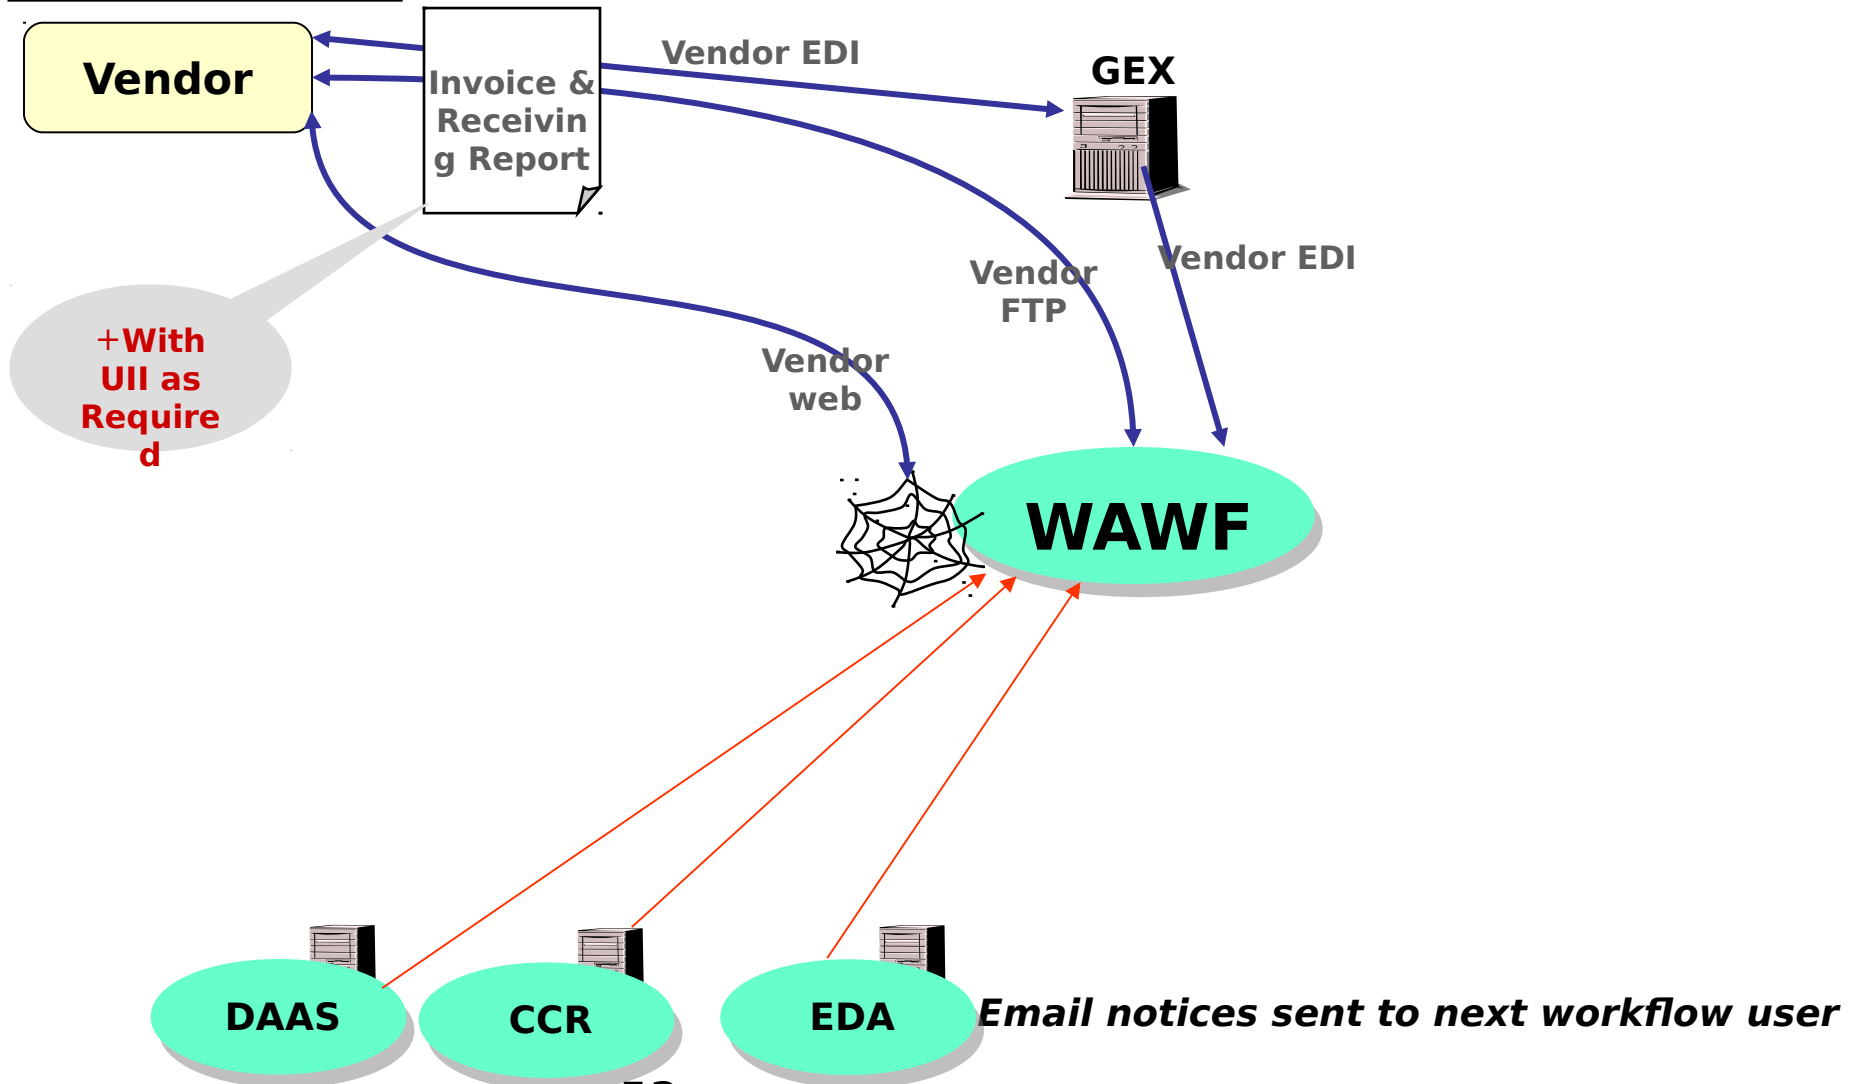 Vendor
Invoice &
Receivin
g Report
Vendor EDI
GEX
Vendor EDI
Vendor
FTP
Vendor
web
+With
UII as
Require
d
WAWF
DAAS
CCR
EDA
Email notices sent to next workflow user